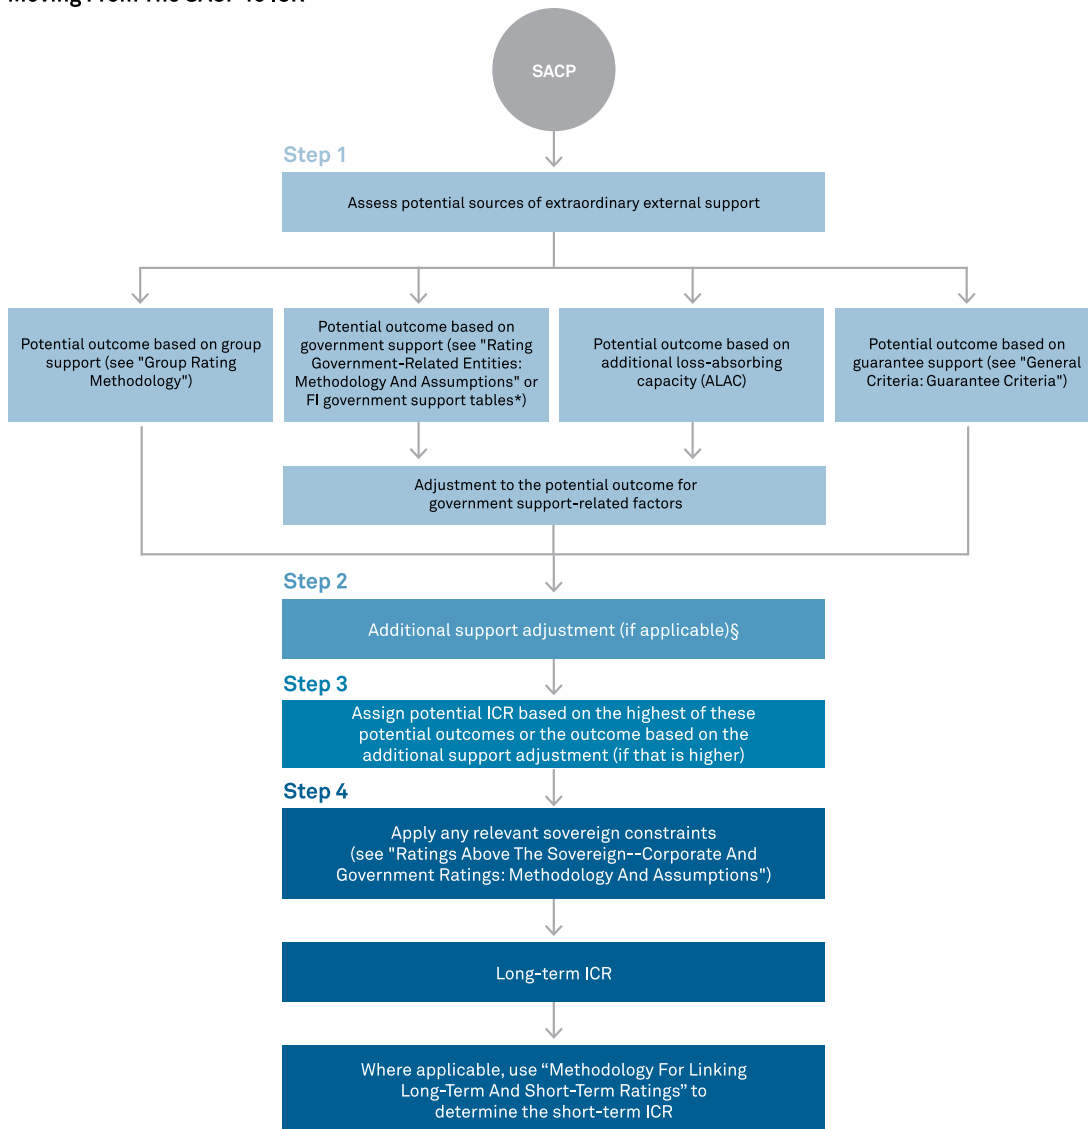 Moving From The SACP To ICR
SACP
Step 1
Assess potential sources of extraordinary external support
Potential outcome based on group
support (see "Group Rating
Methodology")
Potential outcome based on
government support (see "Rating
Government-Related Entities:
Methodology And Assumptions" or
FI government support tables*)
Potential outcome based on
additional loss-absorbing
capacity (ALAC)
Potential outcome based on
guarantee support (see "General
Criteria: Guarantee Criteria")
Adjustment to the potential outcome for
government support-related factors
Step 2
Additional support adjustment (if applicable)§
Step 3
Assign potential ICR based on the highest of these
potential outcomes or the outcome based on the
additional support adjustment (if that is higher)
Step 4
Apply any relevant sovereign constraints
(see "Ratings Above The Sovereign--Corporate And
Government Ratings: Methodology And Assumptions")
Long-term ICR
Where applicable, use “Methodology For Linking
Long-Term And Short-Term Ratings” to
determine the short-term ICR